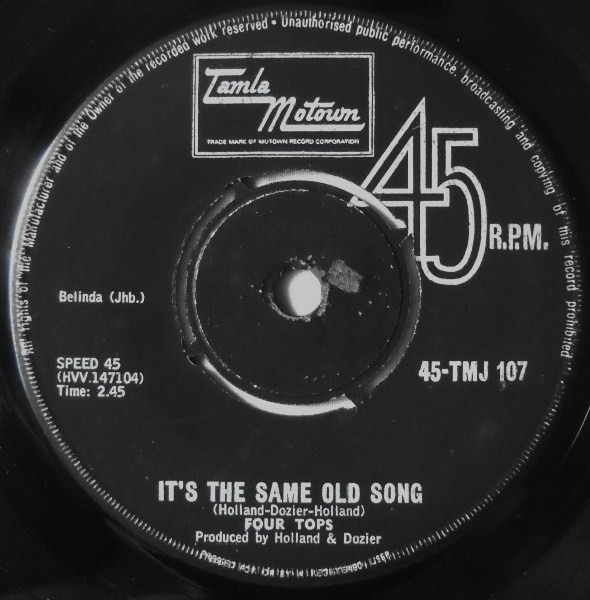 All rights of the Manufacturer and of the Owner of the recorded work reserved • Unauthorised public performance, broadcasting and copying of this record prohibited
Tamla
Motown
TRADE MARK OF MOTOWN RECORD CORPORATION
45
R.P.M.
Belinda (Jhb.)
SPEED 45
(HVV.147104)
Time: 2.45
45-TMJ 107
IT'S THE SAME OLD SONG
(Holland-Dozier-Holland)
FOUR TOPS
Produced by Holland & Dozier